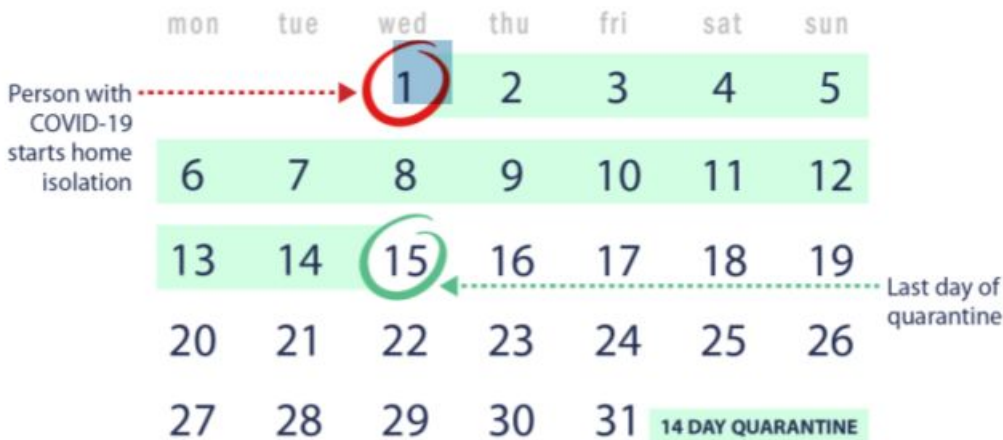 mon tue wed thu fri sat sun
Person with
COVID-19
starts home
isolation
1 2 3 4 5
6 7 8 9 10 11 12
13 14 15 16 17 18 19
Last day of
quarantine
20 21 22 23 24 25 26
27 28 29 30 31 14 DAY QUARANTINE